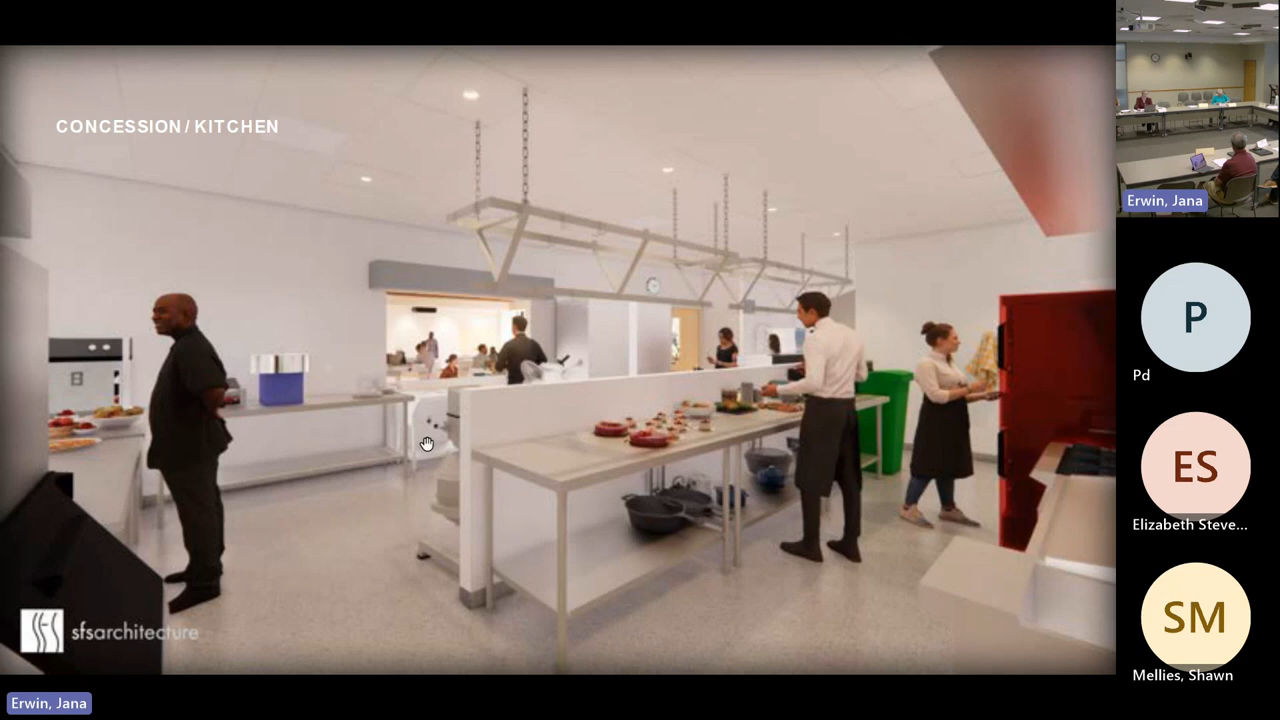 CONCESSION / KITCHEN
sfsarchitecture
Erwin, Jana
Erwin, Jana
P
Pd
ES
Elizabeth Steve...
SM
Mellies, Shawn